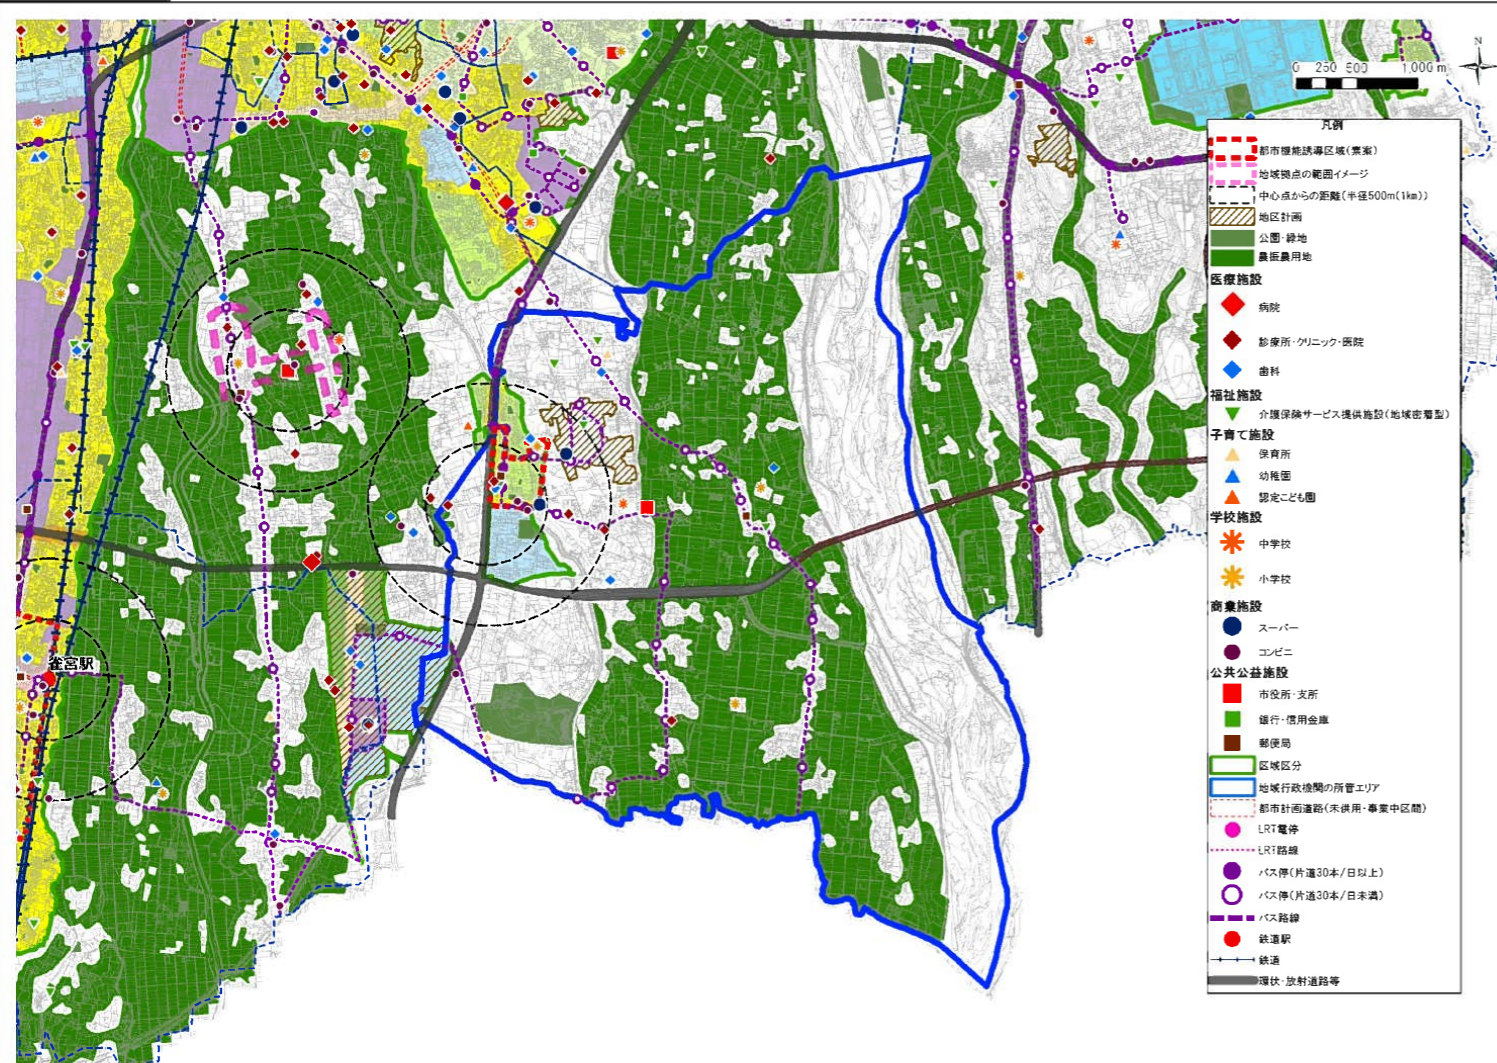 N
0 250 500 1,000 m
凡例
都市機能誘導区域(素案)
地域拠点の範囲イメージ
中心点からの距離(半径500m(1km))
地区計画
公園・緑地
農振農用地
医療施設
病院
診療所・クリニック・医院
歯科
福祉施設
介護保険サービス提供施設(地域密着型)
子育て施設
保育所
幼稚園
認定こども園
学校施設
中学校
小学校
商業施設
スーパー
コンビニ
公共公益施設
市役所・支所
銀行・信用金庫
郵便局
区域区分
地域行政機関の所管エリア
都市計画道路(未供用・事業中区間)
LRT電停
LRT路線
バス停(片道30本/日以上)
バス停(片道30本/日未満)
バス路線
鉄道駅
鉄道
環状・放射道路等
雀宮駅